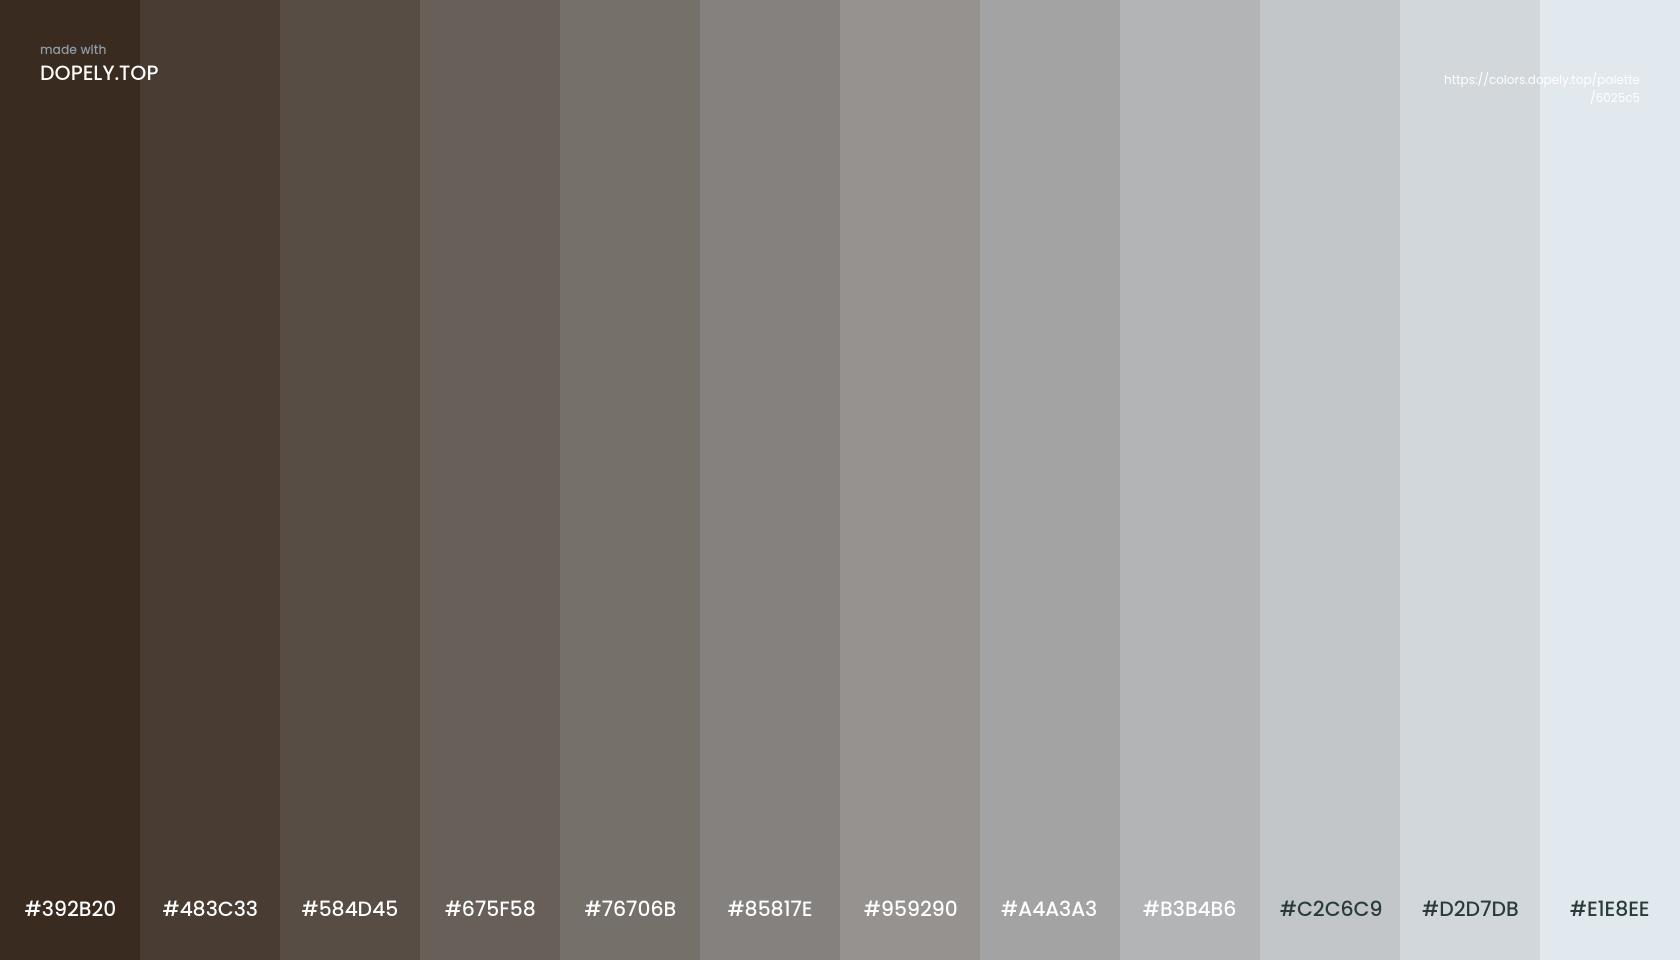 made with
DOPELY.TOP
https://colors.dopely.top/palette
/6025c5
#392B20
#483C33
#584D45
#675F58
#76706B
#85817E
#959290
#A4A3A3
#B3B4B6
#C2C6C9
#D2D7DB
#E1E8EE